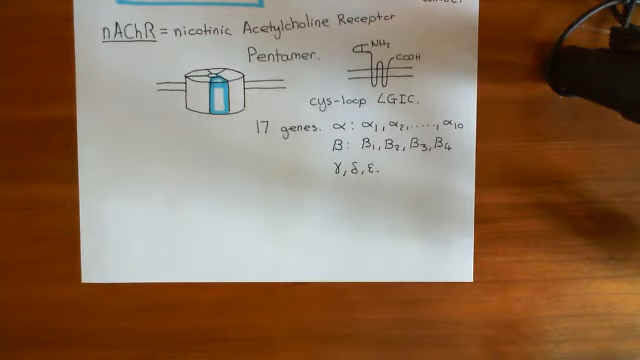 nAChR = nicotinic Acetylcholine Receptor
Pentamer.
NH₂
COOH
cys-loop LGIC.
17 genes. α: α₁, α₂, ....., α₁₀
β: β₁, β₂, β₃, β₄
γ, δ, ε.